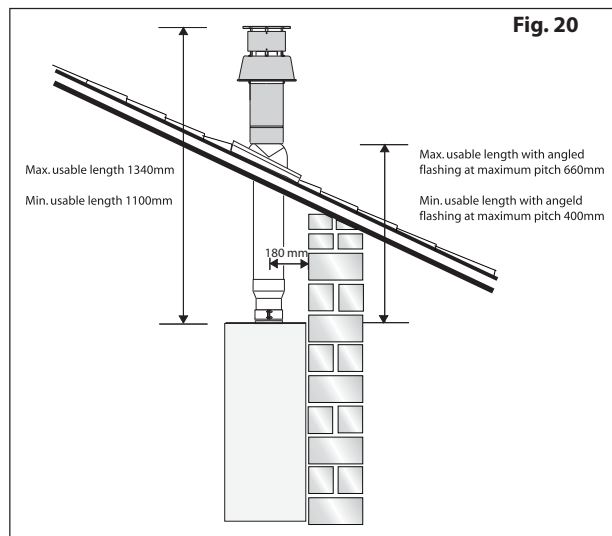 Fig. 20
Max. usable length 1340mm
Min. usable length 1100mm
180 mm
Max. usable length with angled
flashing at maximum pitch 660mm
Min. usable length with angeld
flashing at maximum pitch 400mm